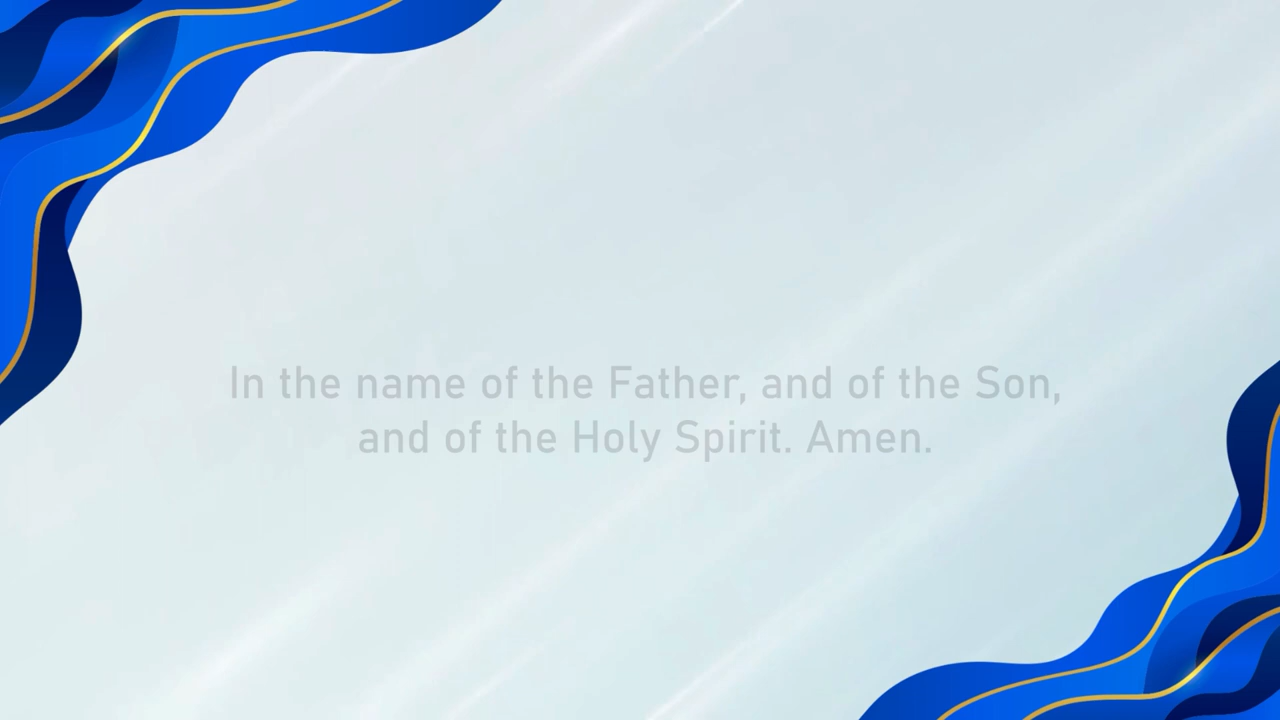 In the name of the Father, and of the Son,
and of the Holy Spirit. Amen.